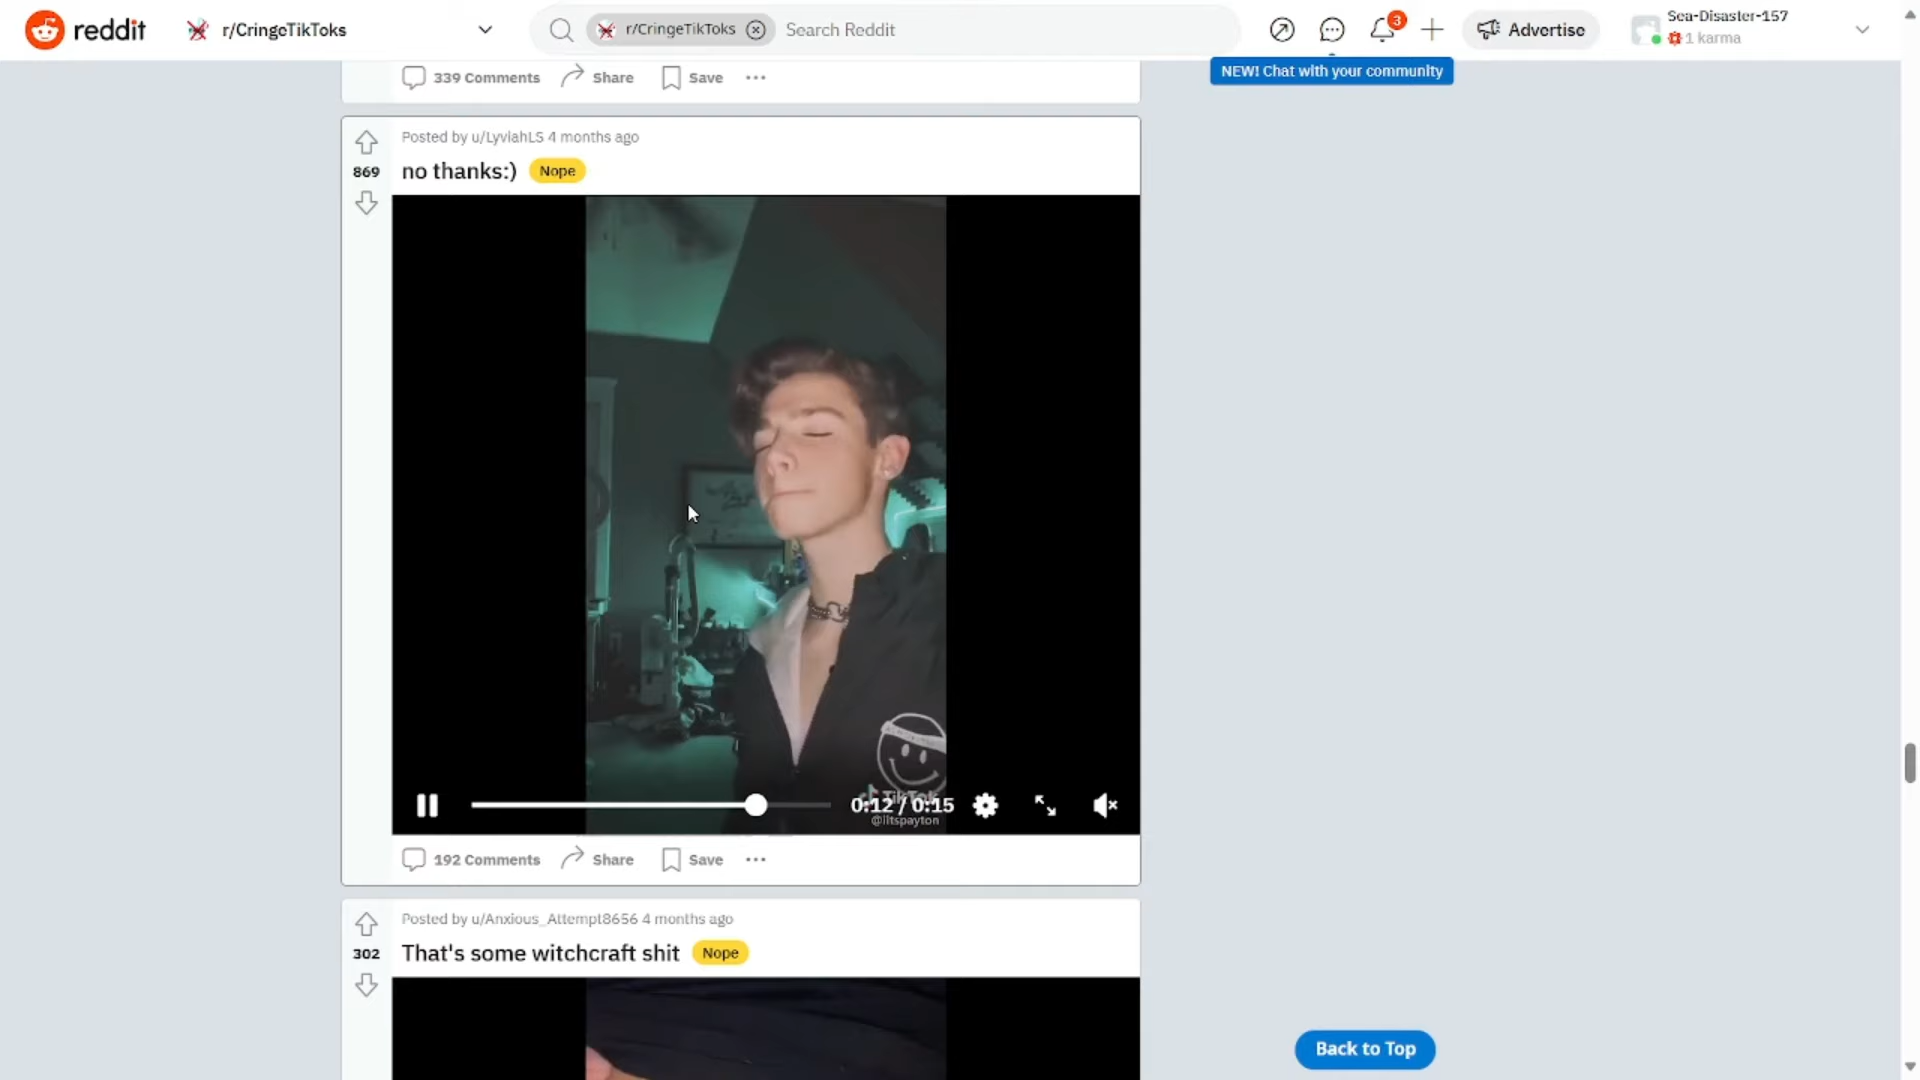 reddit
r/CringeTikToks
r/CringeTikToks
Search Reddit
3
Advertise
Sea-Disaster-157
1 karma
NEW! Chat with your community
339 Comments
Share
Save
Posted by u/LyviahLS 4 months ago
869
no thanks:)
Nope
TikTok
0:12 / 0:15
@iltspayton
192 Comments
Share
Save
Posted by u/Anxious_Attempt8656 4 months ago
302
That's some witchcraft shit
Nope
Back to Top